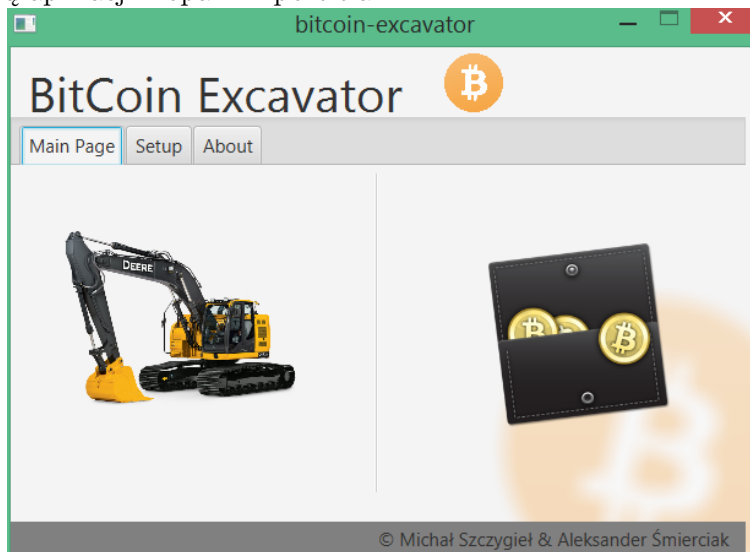 bitcoin-excavator
BitCoin Excavator
Main Page Setup About
DEERE
© Michał Szczygieł & Aleksander Śmierciak